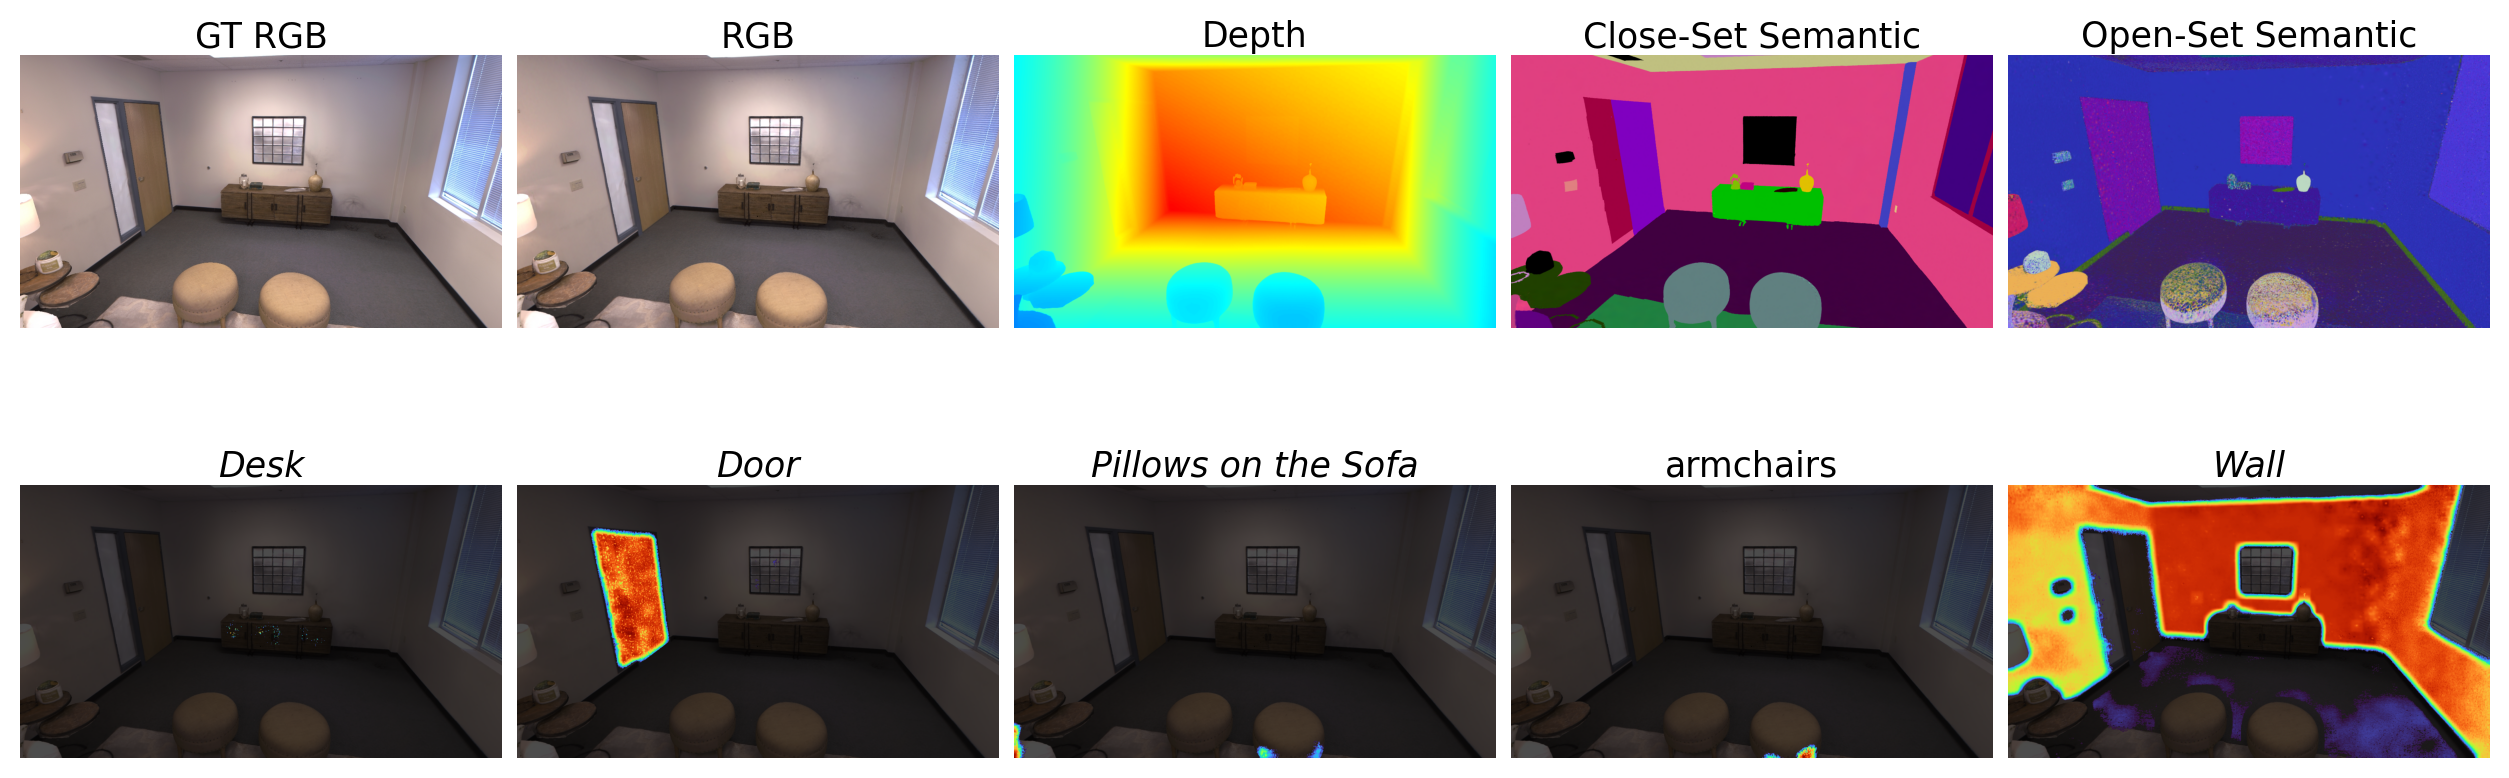 GT RGB
RGB
Depth
Close-Set Semantic
Open-Set Semantic
Desk
Door
Pillows on the Sofa
armchairs
Wall